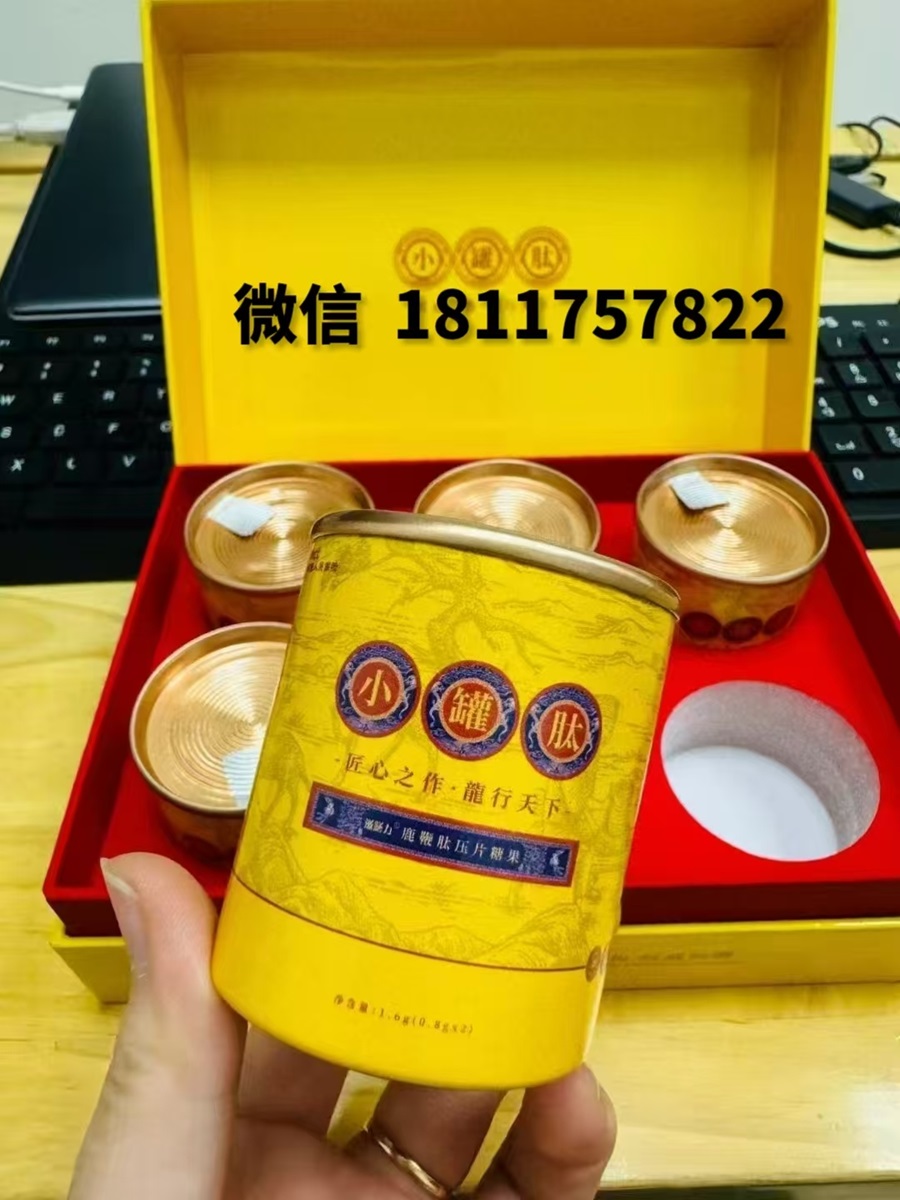 小罐肽
微信 1811757822
小罐肽
匠心之作·龍行天下
鹿鞭肽压片糖果
净含量:1.6g(0.8gx2)